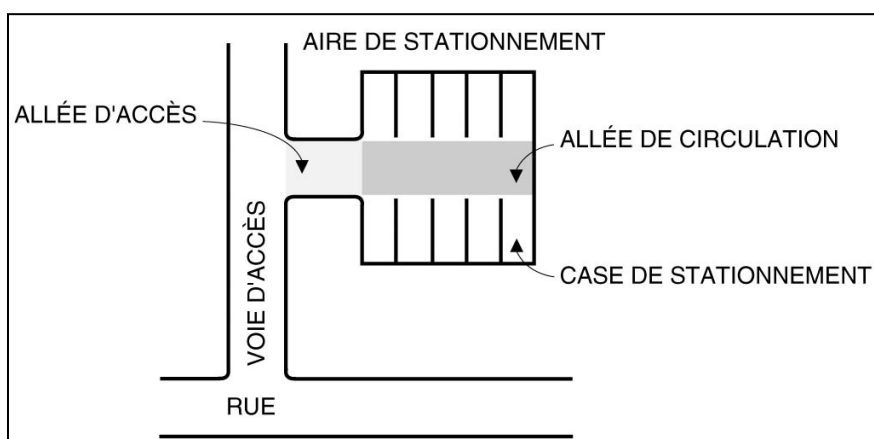 AIRE DE STATIONNEMENT
ALLÉE D'ACCÈS
ALLÉE DE CIRCULATION
VOIE D'ACCÈS
CASE DE STATIONNEMENT
RUE